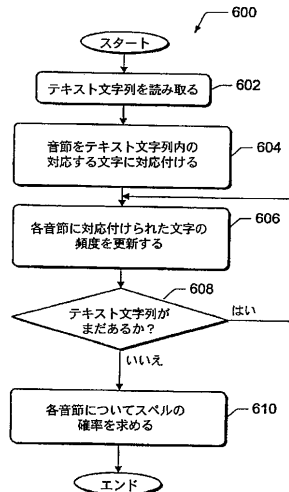 600
スタート
テキスト文字列を読み取る
602
音節をテキスト文字列内の
対応する文字に対応付ける
604
各音節に対応付けられた文字の
頻度を更新する
606
608
テキスト文字列が
まだあるか？
はい
いいえ
各音節についてスペルの
確率を求める
610
エンド